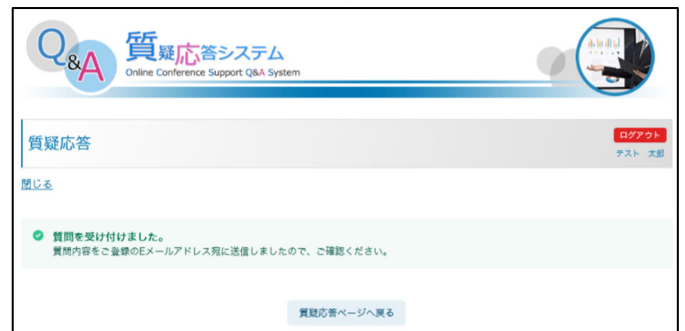 Q&A 質疑応答システム
Online Conference Support Q&A System
質疑応答
ログアウト
テスト 太郎
閉じる
質問を受け付けました。
質問内容をご登録のEメールアドレス宛に送信しましたので、ご確認ください。
質疑応答ページへ戻る